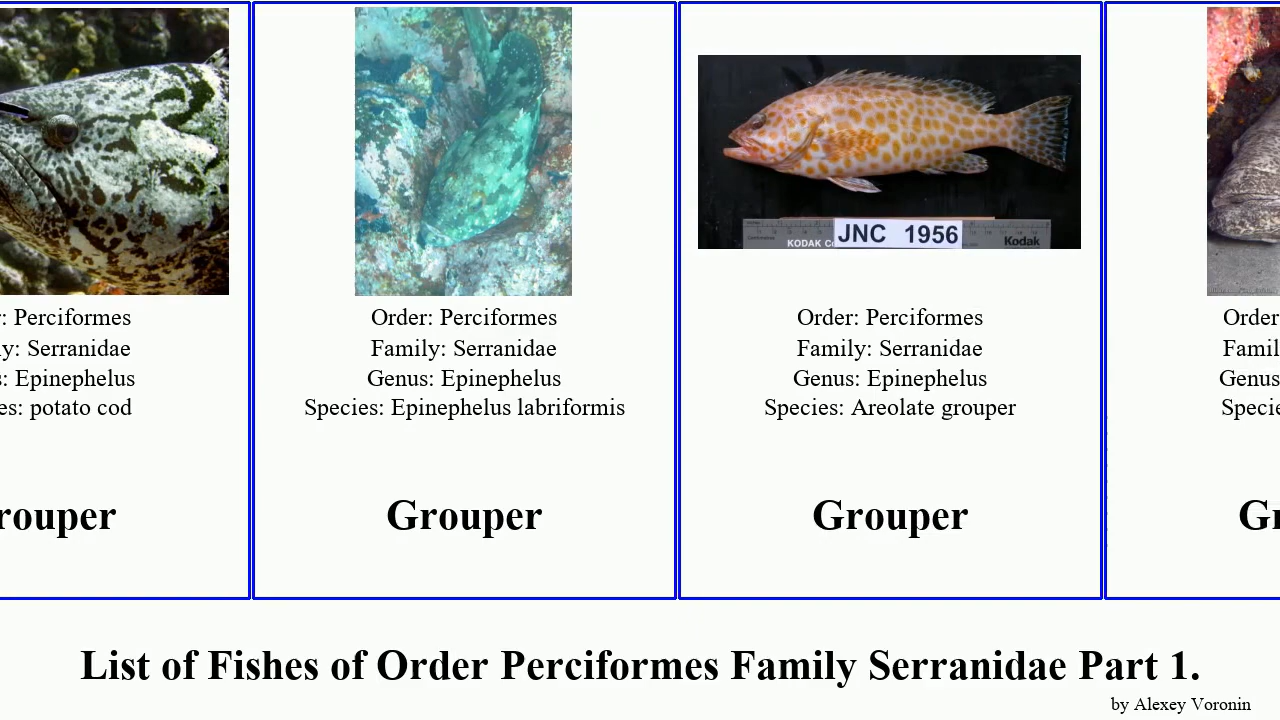 r: Perciformes
ly: Serranidae
s: Epinephelus
es: potato cod
rouper
JNC 1956
KODAK Co
Kodak
Order: Perciformes
Family: Serranidae
Genus: Epinephelus
Species: Epinephelus labriformis
Grouper
Order: Perciformes
Family: Serranidae
Genus: Epinephelus
Species: Areolate grouper
Grouper
Order
Famil
Genus
Specie
Gr
List of Fishes of Order Perciformes Family Serranidae Part 1.
by Alexey Voronin